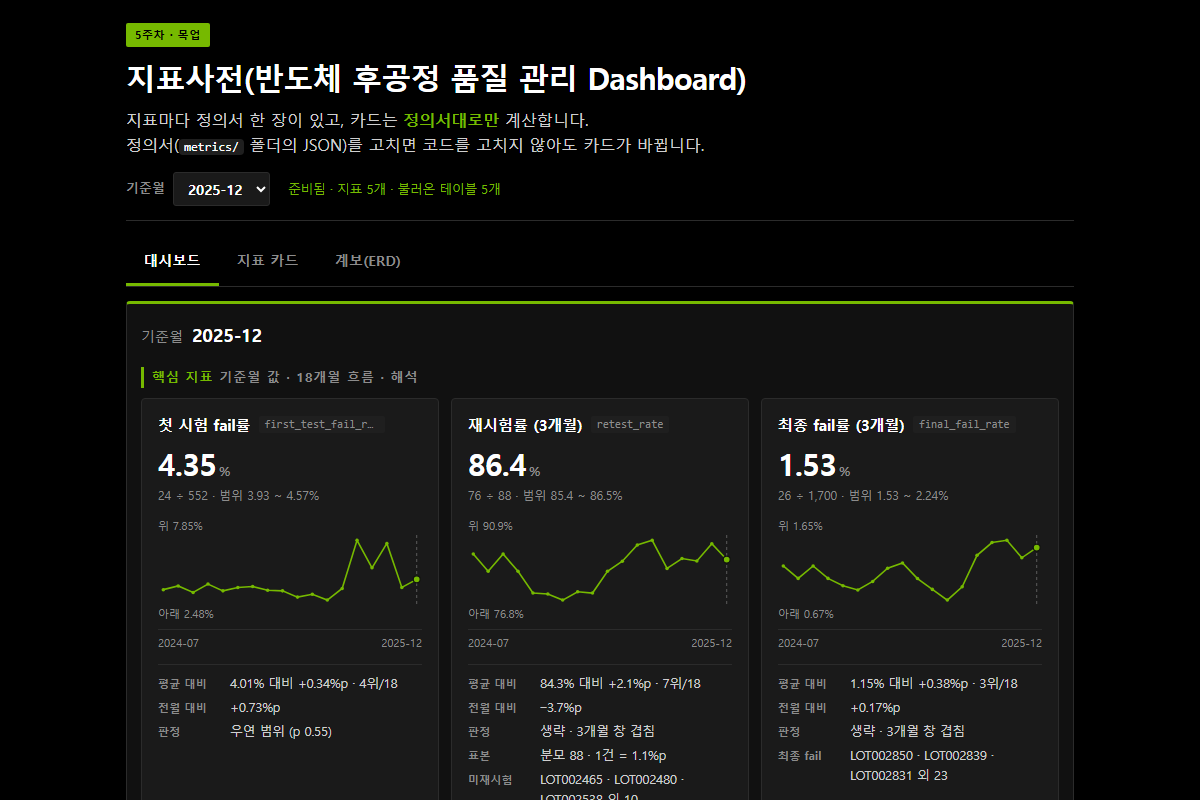 5주차 · 목업
지표사전(반도체 후공정 품질 관리 Dashboard)
지표마다 정의서 한 장이 있고, 카드는 정의서대로만 계산합니다.
정의서( metrics/ 폴더의 JSON)를 고치면 코드를 고치지 않아도 카드가 바뀝니다.
기준월 2025-12 준비됨 · 지표 5개 · 불러온 테이블 5개
대시보드 지표 카드 계보(ERD)
기준월 2025-12
핵심 지표 기준월 값 · 18개월 흐름 · 해석
첫 시험 fail률 first_test_fail_r…
4.35 %
24 ÷ 552 · 범위 3.93 ~ 4.57%
위 7.85%
아래 2.48%
2024-07 2025-12
평균 대비 4.01% 대비 +0.34%p · 4위/18
전월 대비 +0.73%p
판정 우연 범위 (p 0.55)
재시험률 (3개월) retest_rate
86.4 %
76 ÷ 88 · 범위 85.4 ~ 86.5%
위 90.9%
아래 76.8%
2024-07 2025-12
평균 대비 84.3% 대비 +2.1%p · 7위/18
전월 대비 −3.7%p
판정 생략 · 3개월 창 겹침
표본 분모 88 · 1건 = 1.1%p
미재시험 LOT002465 · LOT002480 ·
LOT002538 외 10
최종 fail률 (3개월) final_fail_rate
1.53 %
26 ÷ 1,700 · 범위 1.53 ~ 2.24%
위 1.65%
아래 0.67%
2024-07 2025-12
평균 대비 1.15% 대비 +0.38%p · 3위/18
전월 대비 +0.17%p
판정 생략 · 3개월 창 겹침
최종 fail LOT002850 · LOT002839 ·
LOT002831 외 23